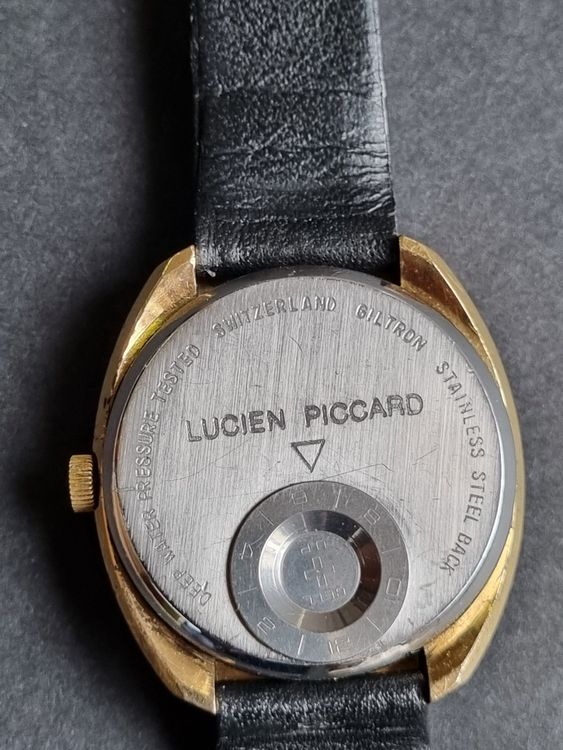 DEEP WATER PRESSURE TESTED SWITZERLAND GILTRON STAINLESS STEEL BACK
LUCIEN PICCARD